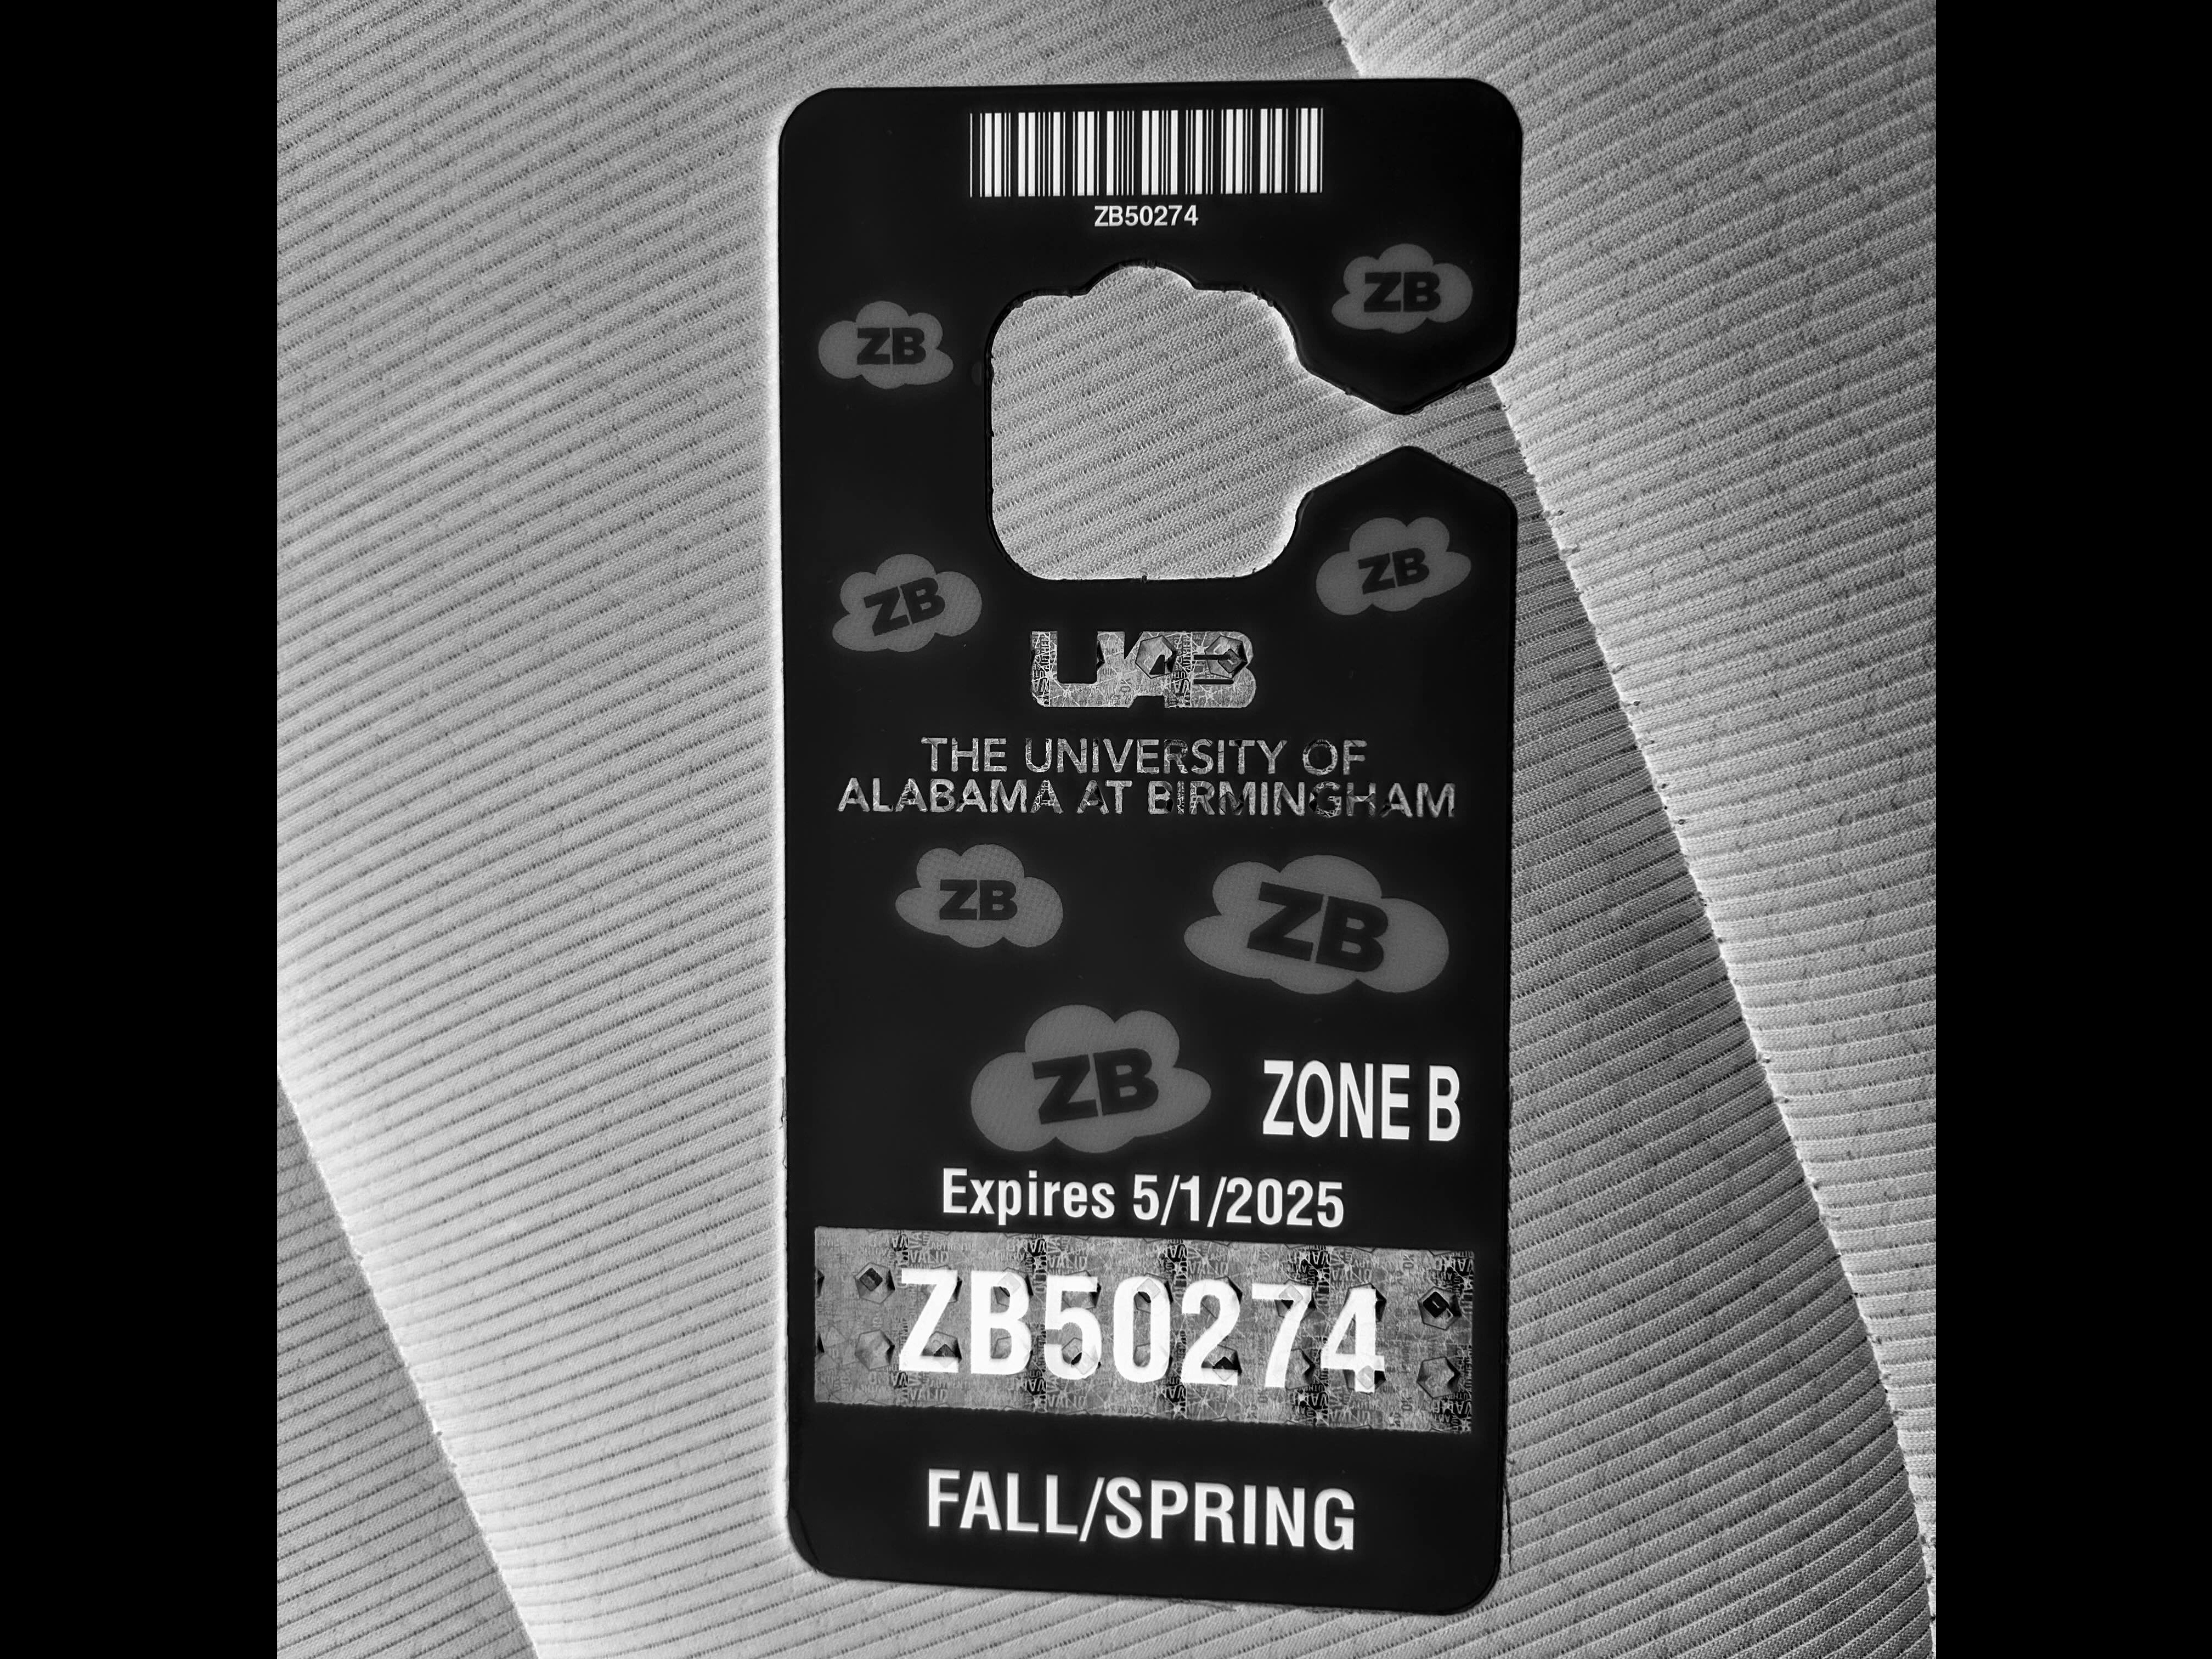 ZB50274
ZB
ZB
ZB
ZB
UAB
THE UNIVERSITY OF
ALABAMA AT BIRMINGHAM
ZB
ZB
ZB
ZONE B
Expires 5/1/2025
ZB50274
FALL/SPRING